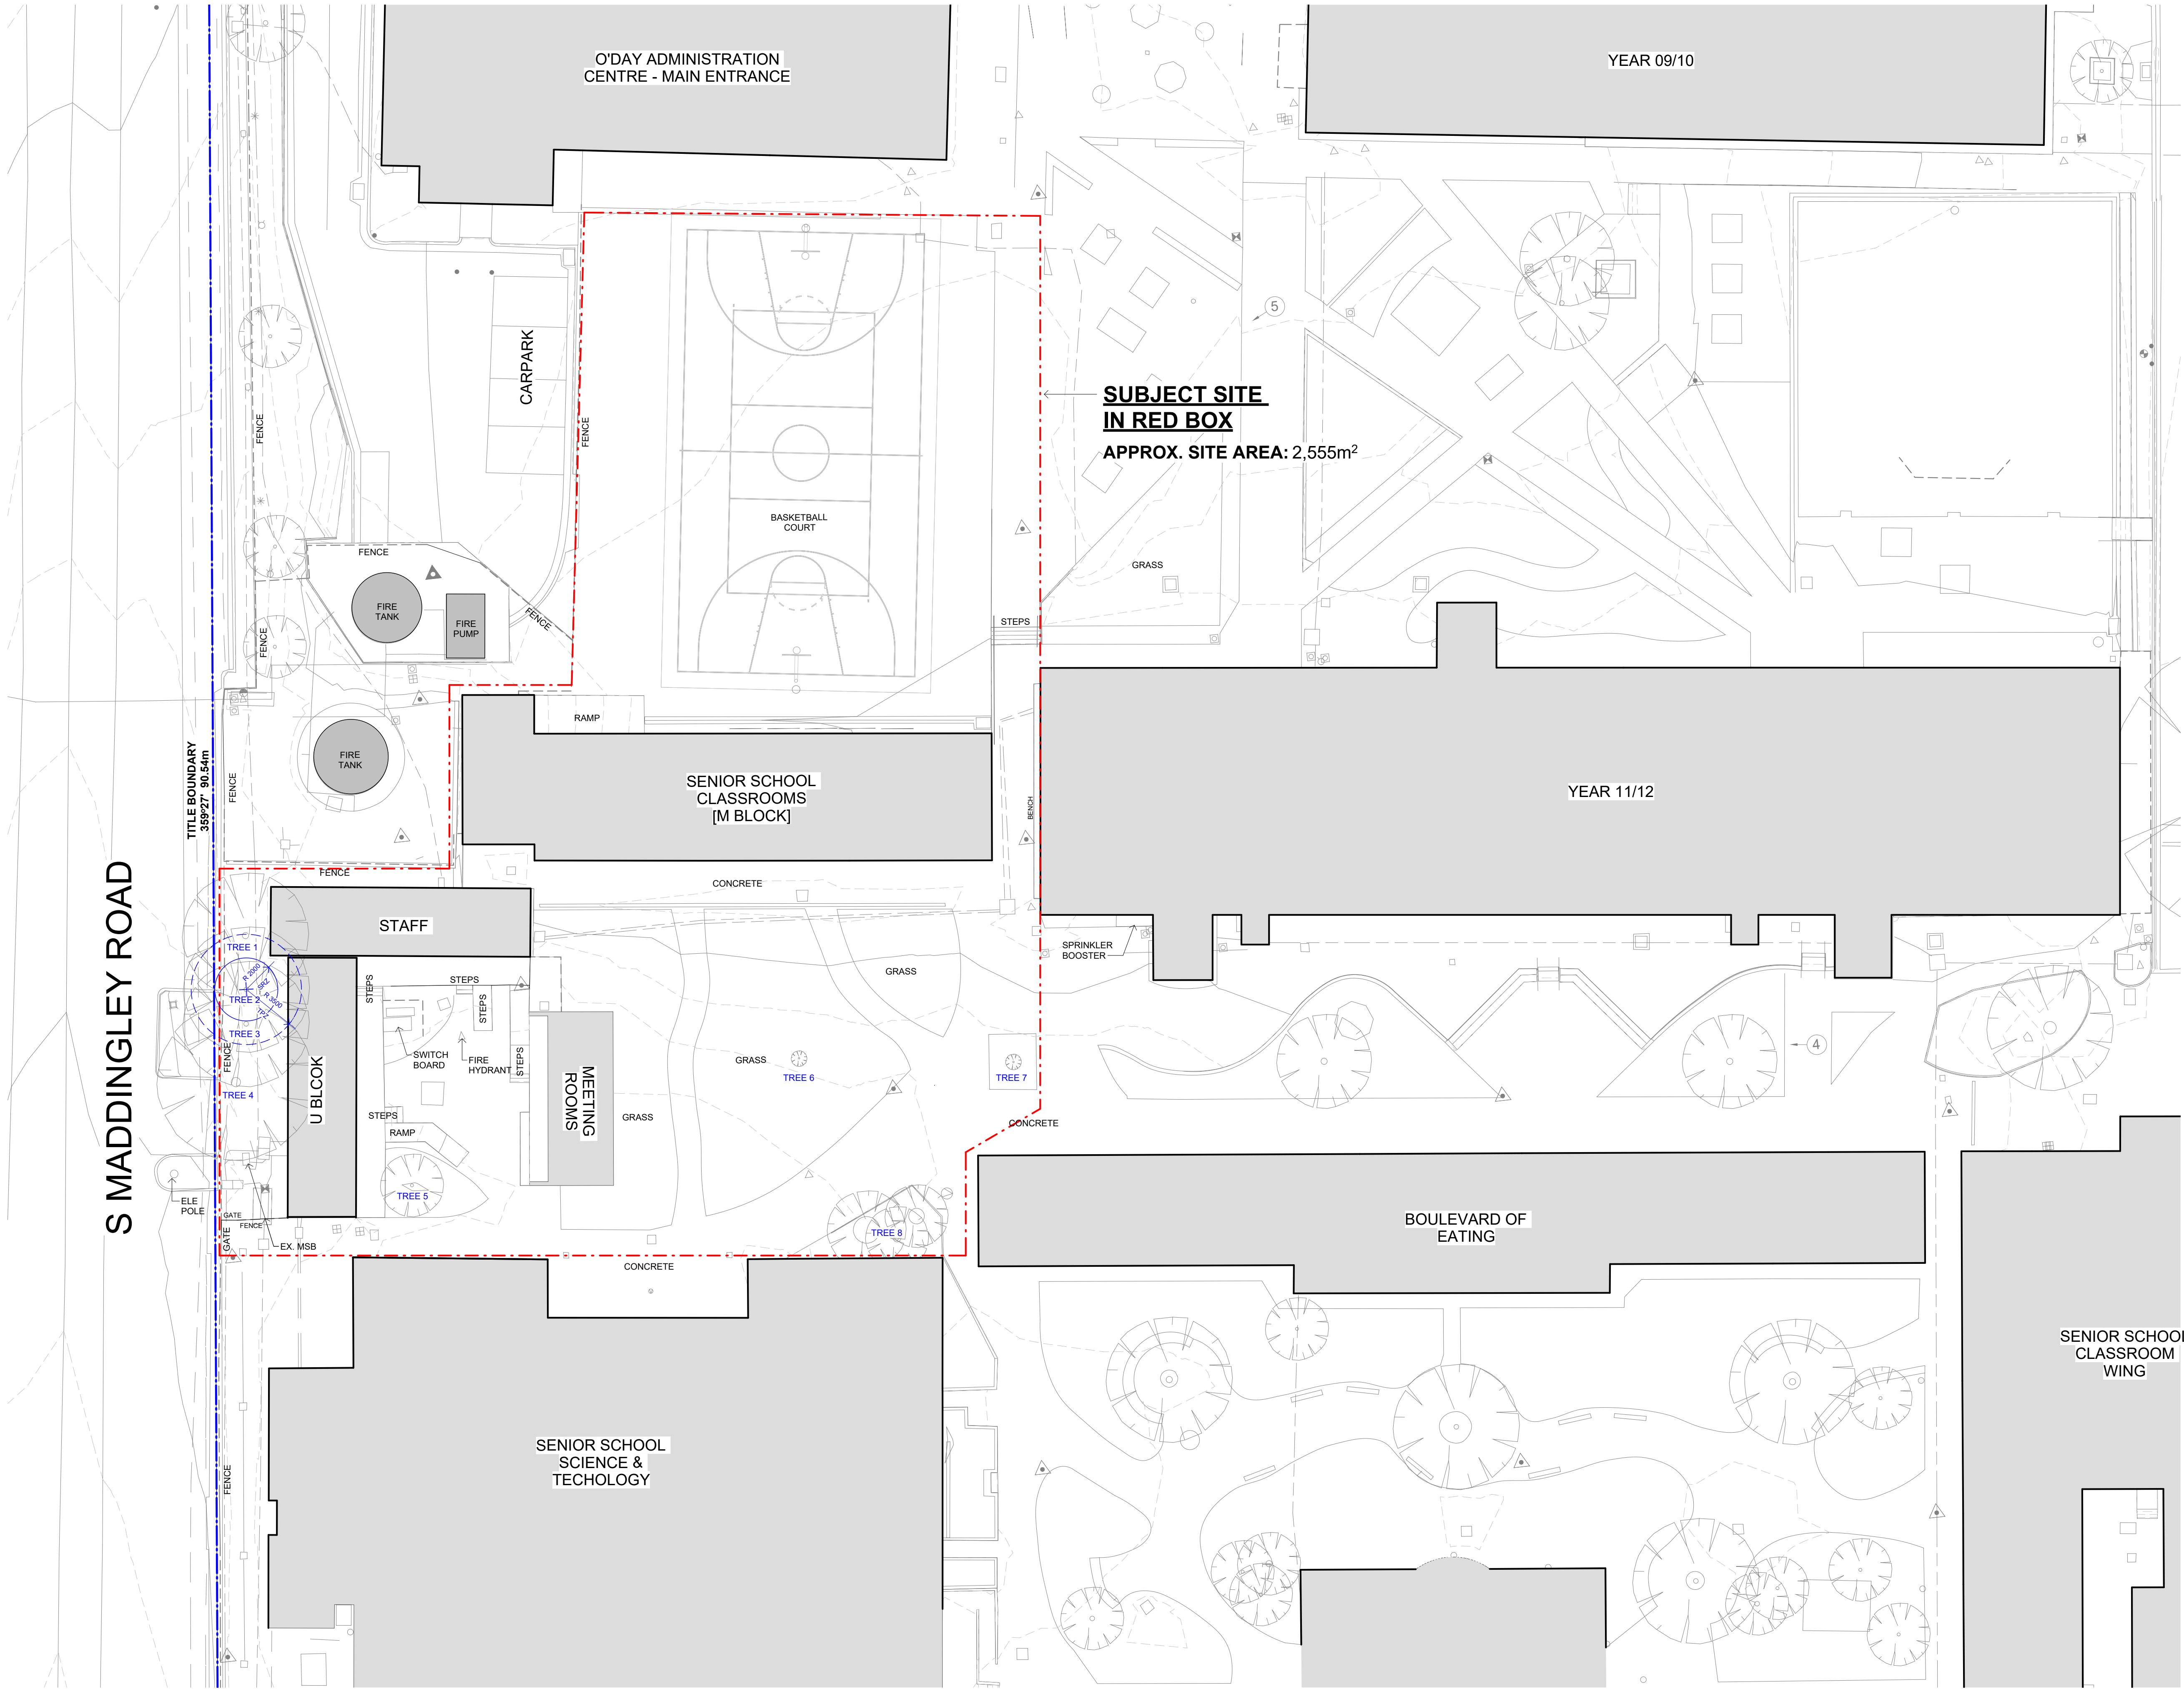 O'DAY ADMINISTRATION
CENTRE - MAIN ENTRANCE
YEAR 09/10
CARPARK
FENCE
FENCE
5
SUBJECT SITE
IN RED BOX
APPROX. SITE AREA: 2,555m²
BASKETBALL
COURT
FENCE
GRASS
FIRE
TANK
FIRE
PUMP
FENCE
FENCE
STEPS
RAMP
TITLE BOUNDARY
359°27' 90.54m
FIRE
TANK
FENCE
SENIOR SCHOOL
CLASSROOMS
[M BLOCK]
BENCH
YEAR 11/12
S MADDINGLEY ROAD
FENCE
CONCRETE
STAFF
TREE 1
R 2000
SRZ
TREE 2
R 3500
TPZ
TREE 3
FENCE
TREE 4
STEPS
STEPS
STEPS
STEPS
SWITCH
BOARD
FIRE
HYDRANT
U BLCOK
MEETING
ROOMS
STEPS
RAMP
TREE 5
GRASS
GRASS
GRASS
SPRINKLER
BOOSTER
TREE 6
TREE 7
4
CONCRETE
ELE
POLE
GATE
FENCE
GATE
EX. MSB
TREE 8
CONCRETE
BOULEVARD OF
EATING
SENIOR SCHOOL
CLASSROOM
WING
SENIOR SCHOOL
SCIENCE &
TECHOLOGY
FENCE